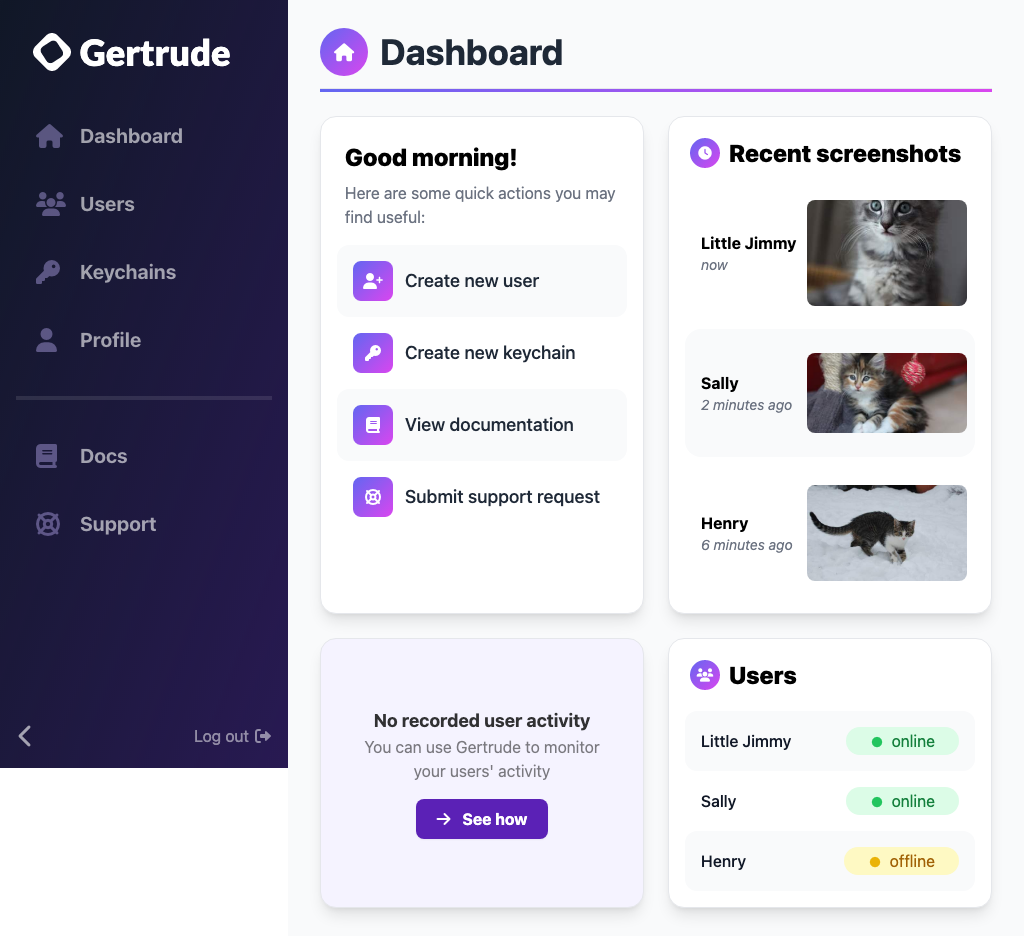 Gertrude
Dashboard
Users
Keychains
Profile
Docs
Support
Log out
Dashboard
Good morning!
Here are some quick actions you may
find useful:
Create new user
Create new keychain
View documentation
Submit support request
Recent screenshots
Little Jimmy
now
Sally
2 minutes ago
Henry
6 minutes ago
No recorded user activity
You can use Gertrude to monitor
your users' activity
See how
Users
Little Jimmy online
Sally online
Henry offline